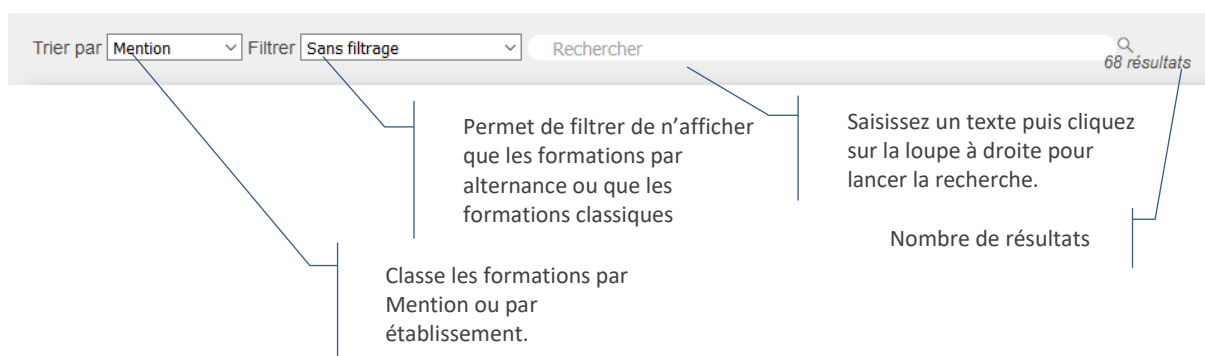 Trier par Mention Filtrer Sans filtrage Rechercher
68 résultats
Permet de filtrer de n’afficher
que les formations par
alternance ou que les
formations classiques
Saisissez un texte puis cliquez
sur la loupe à droite pour
lancer la recherche.
Nombre de résultats
Classe les formations par
Mention ou par
établissement.